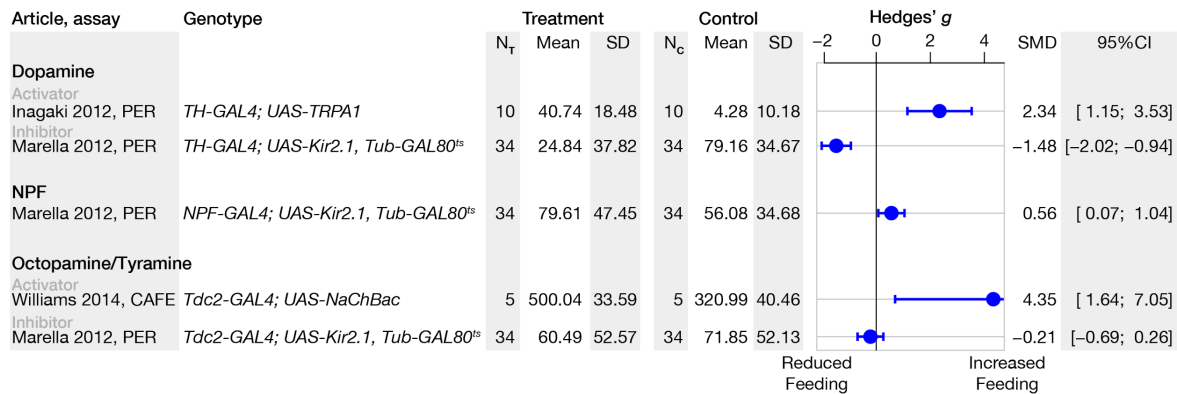 Article, assay Genotype Treatment Control Hedges' g
N_T Mean SD N_C Mean SD −2 0 2 4 SMD 95%CI
Dopamine
Activator
Inagaki 2012, PER TH-GAL4; UAS-TRPA1 10 40.74 18.48 10 4.28 10.18 2.34 [ 1.15; 3.53]
Inhibitor
Marella 2012, PER TH-GAL4; UAS-Kir2.1, Tub-GAL80ts 34 24.84 37.82 34 79.16 34.67 −1.48 [−2.02; −0.94]
NPF
Marella 2012, PER NPF-GAL4; UAS-Kir2.1, Tub-GAL80ts 34 79.61 47.45 34 56.08 34.68 0.56 [ 0.07; 1.04]
Octopamine/Tyramine
Activator
Williams 2014, CAFE Tdc2-GAL4; UAS-NaChBac 5 500.04 33.59 5 320.99 40.46 4.35 [ 1.64; 7.05]
Inhibitor
Marella 2012, PER Tdc2-GAL4; UAS-Kir2.1, Tub-GAL80ts 34 60.49 52.57 34 71.85 52.13 −0.21 [−0.69; 0.26]
Reduced Increased
Feeding Feeding